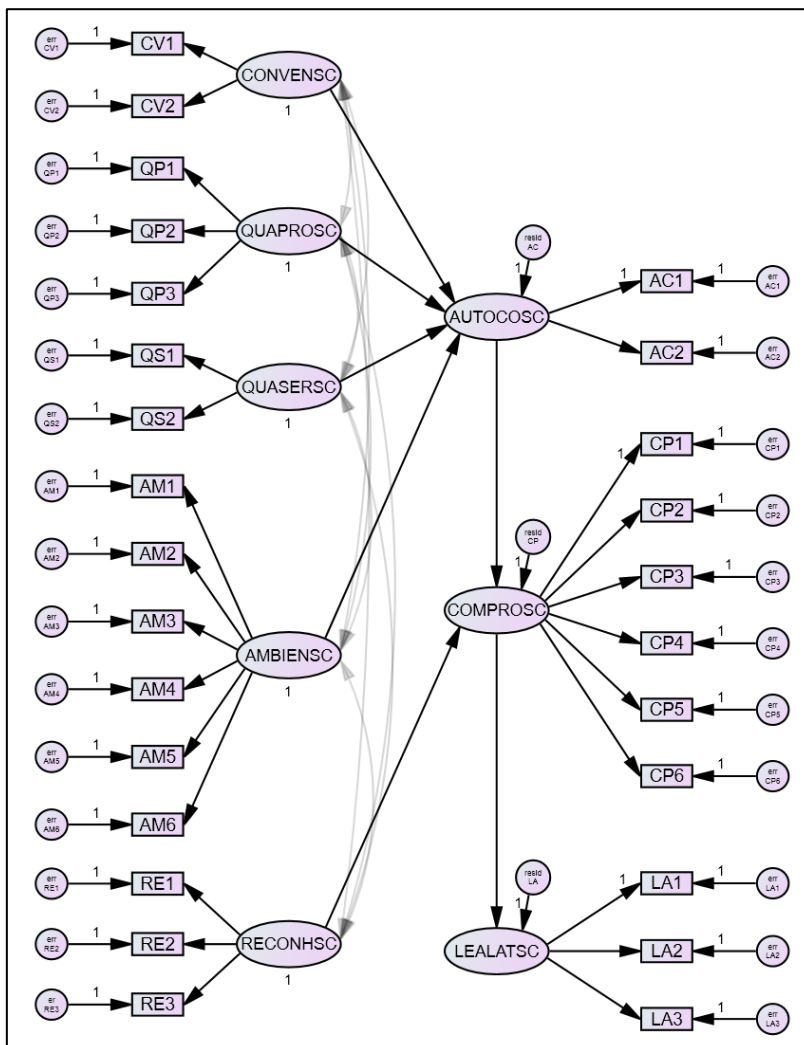 err
CV1
1
CV1
CONVENSC
1
err
CV2
1
CV2
err
QP1
1
QP1
err
QP2
1
QP2
QUAPROSC
1
err
QP3
1
QP3
err
QS1
1
QS1
QUASERSC
1
err
QS2
1
QS2
err
AM1
1
AM1
err
AM2
1
AM2
err
AM3
1
AM3
AMBIENSC
1
err
AM4
1
AM4
err
AM5
1
AM5
err
AM6
1
AM6
err
RE1
1
RE1
err
RE2
1
RE2
RECONHSC
1
er
RE3
1
RE3
resid
AC
1
AUTOCOSC
1
AC1
1
err
AC1
AC2
1
err
AC2
resid
CP
1
COMPROSC
1
CP1
1
err
CP1
CP2
1
err
CP2
CP3
1
err
CP3
CP4
1
err
CP4
CP5
1
err
CP5
CP6
1
err
CP6
resid
LA
1
LEALATSC
1
LA1
1
err
LA1
LA2
1
err
LA2
LA3
1
err
LA3